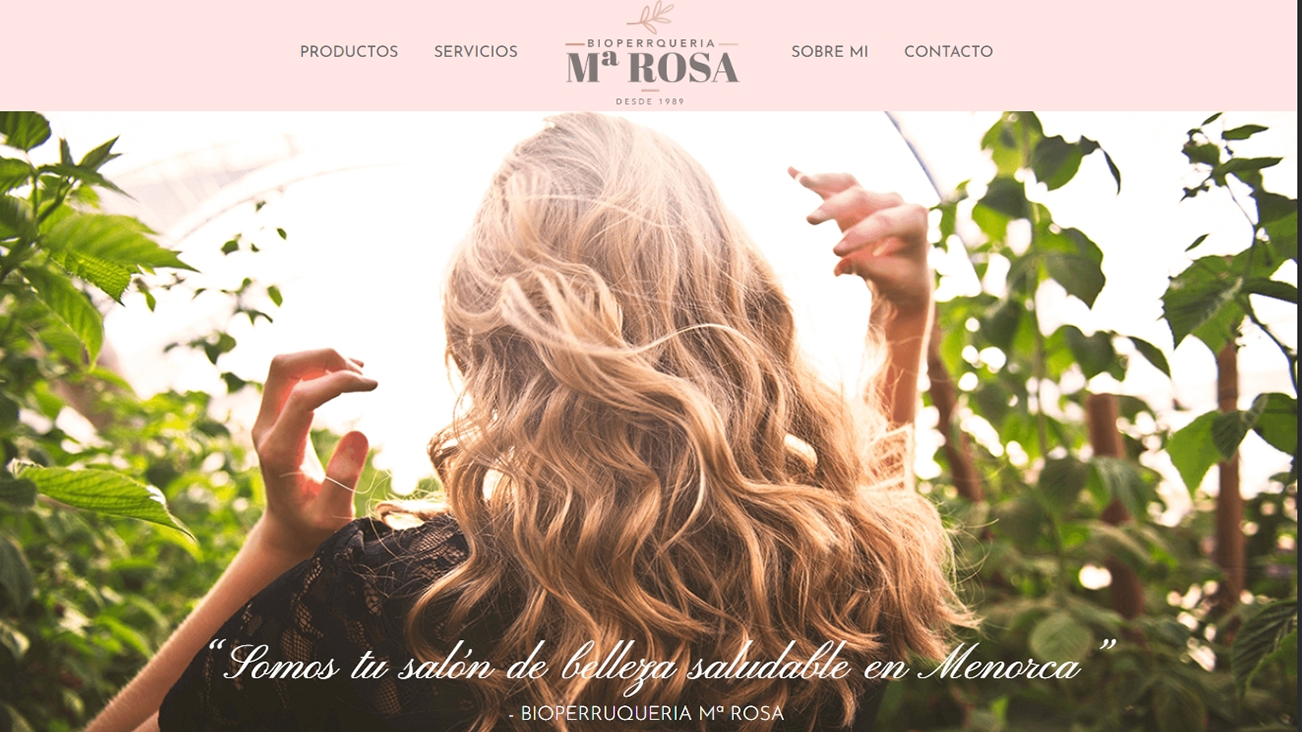 PRODUCTOS SERVICIOS SOBRE MI CONTACTO
BIOPERRQUERIA
Mª ROSA
DESDE 1989
“Somos tu salón de belleza saludable en Menorca”
- BIOPERRUQUERIA Mª ROSA